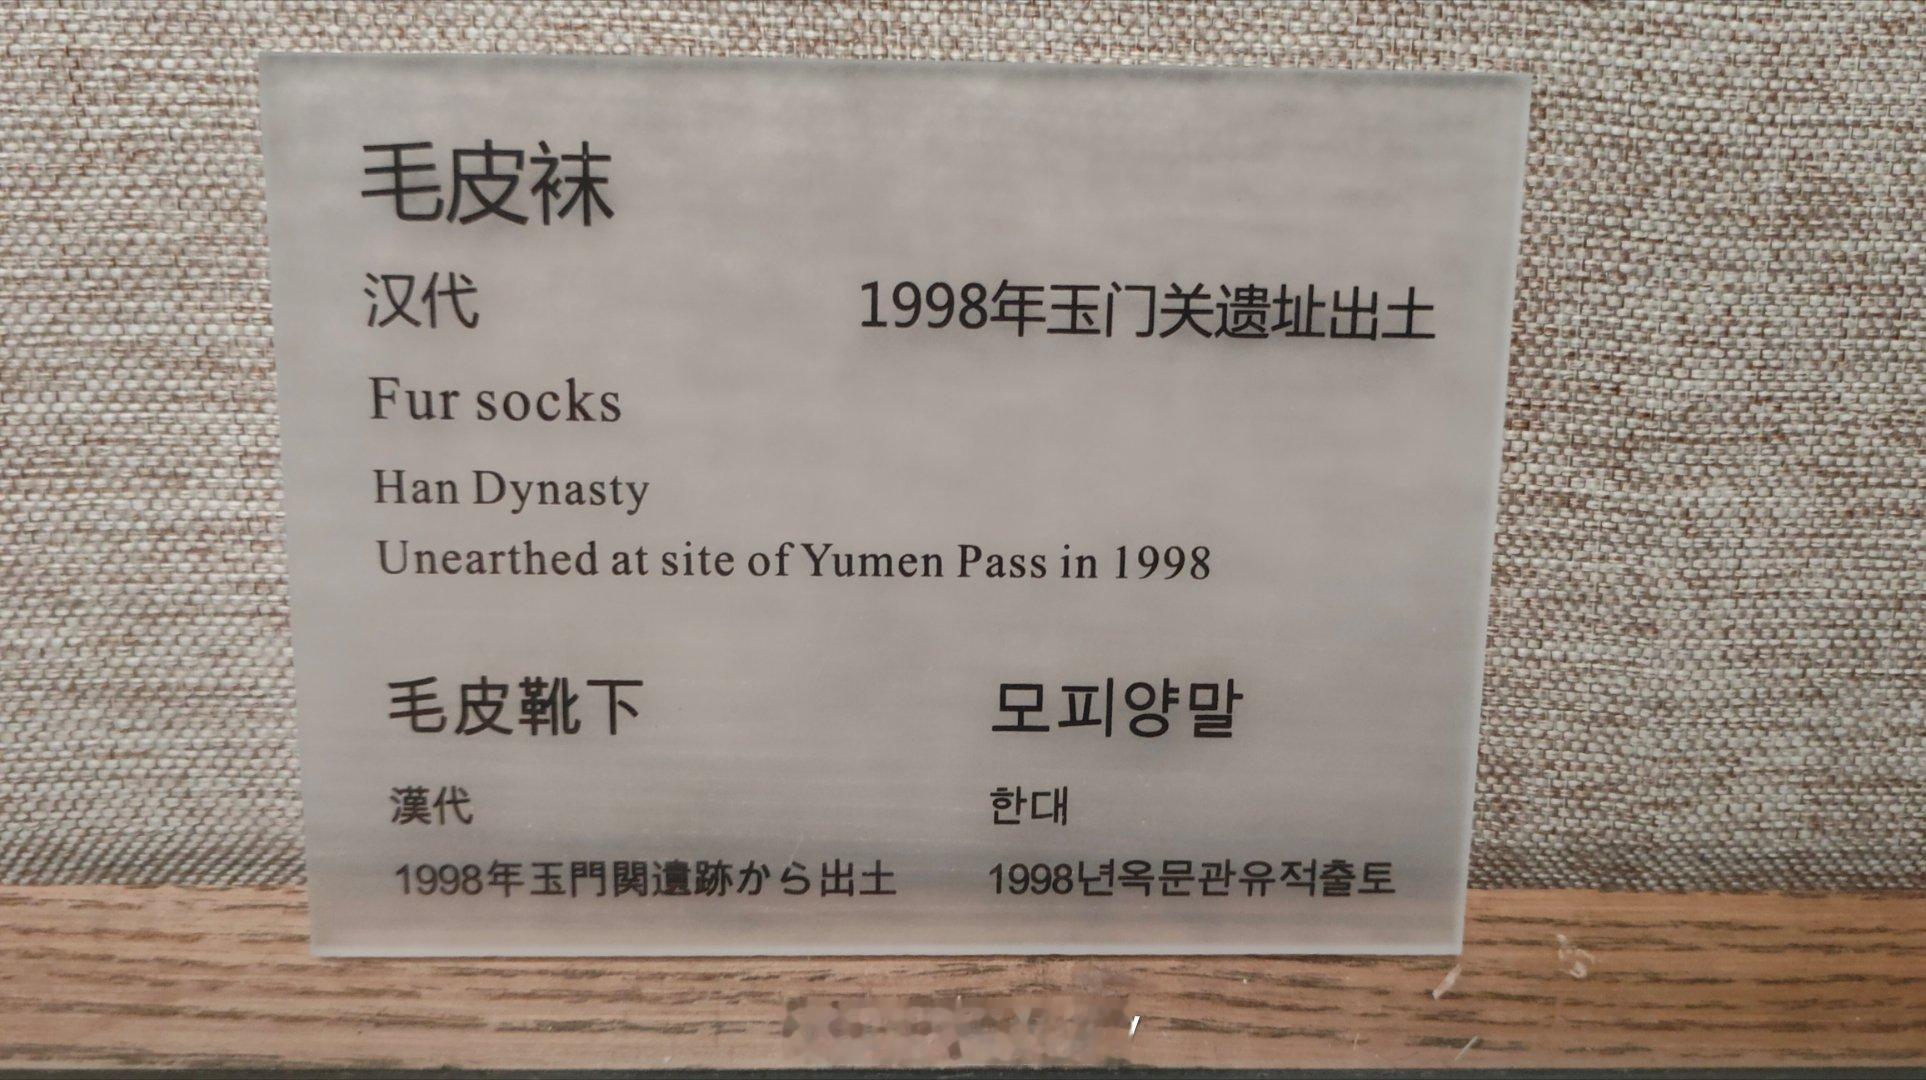 毛皮袜
汉代 1998年玉门关遗址出土
Fur socks
Han Dynasty
Unearthed at site of Yumen Pass in 1998
毛皮靴下
漢代
1998年玉門関遺跡から出土
모피양말
한대
1998년옥문관유적출토